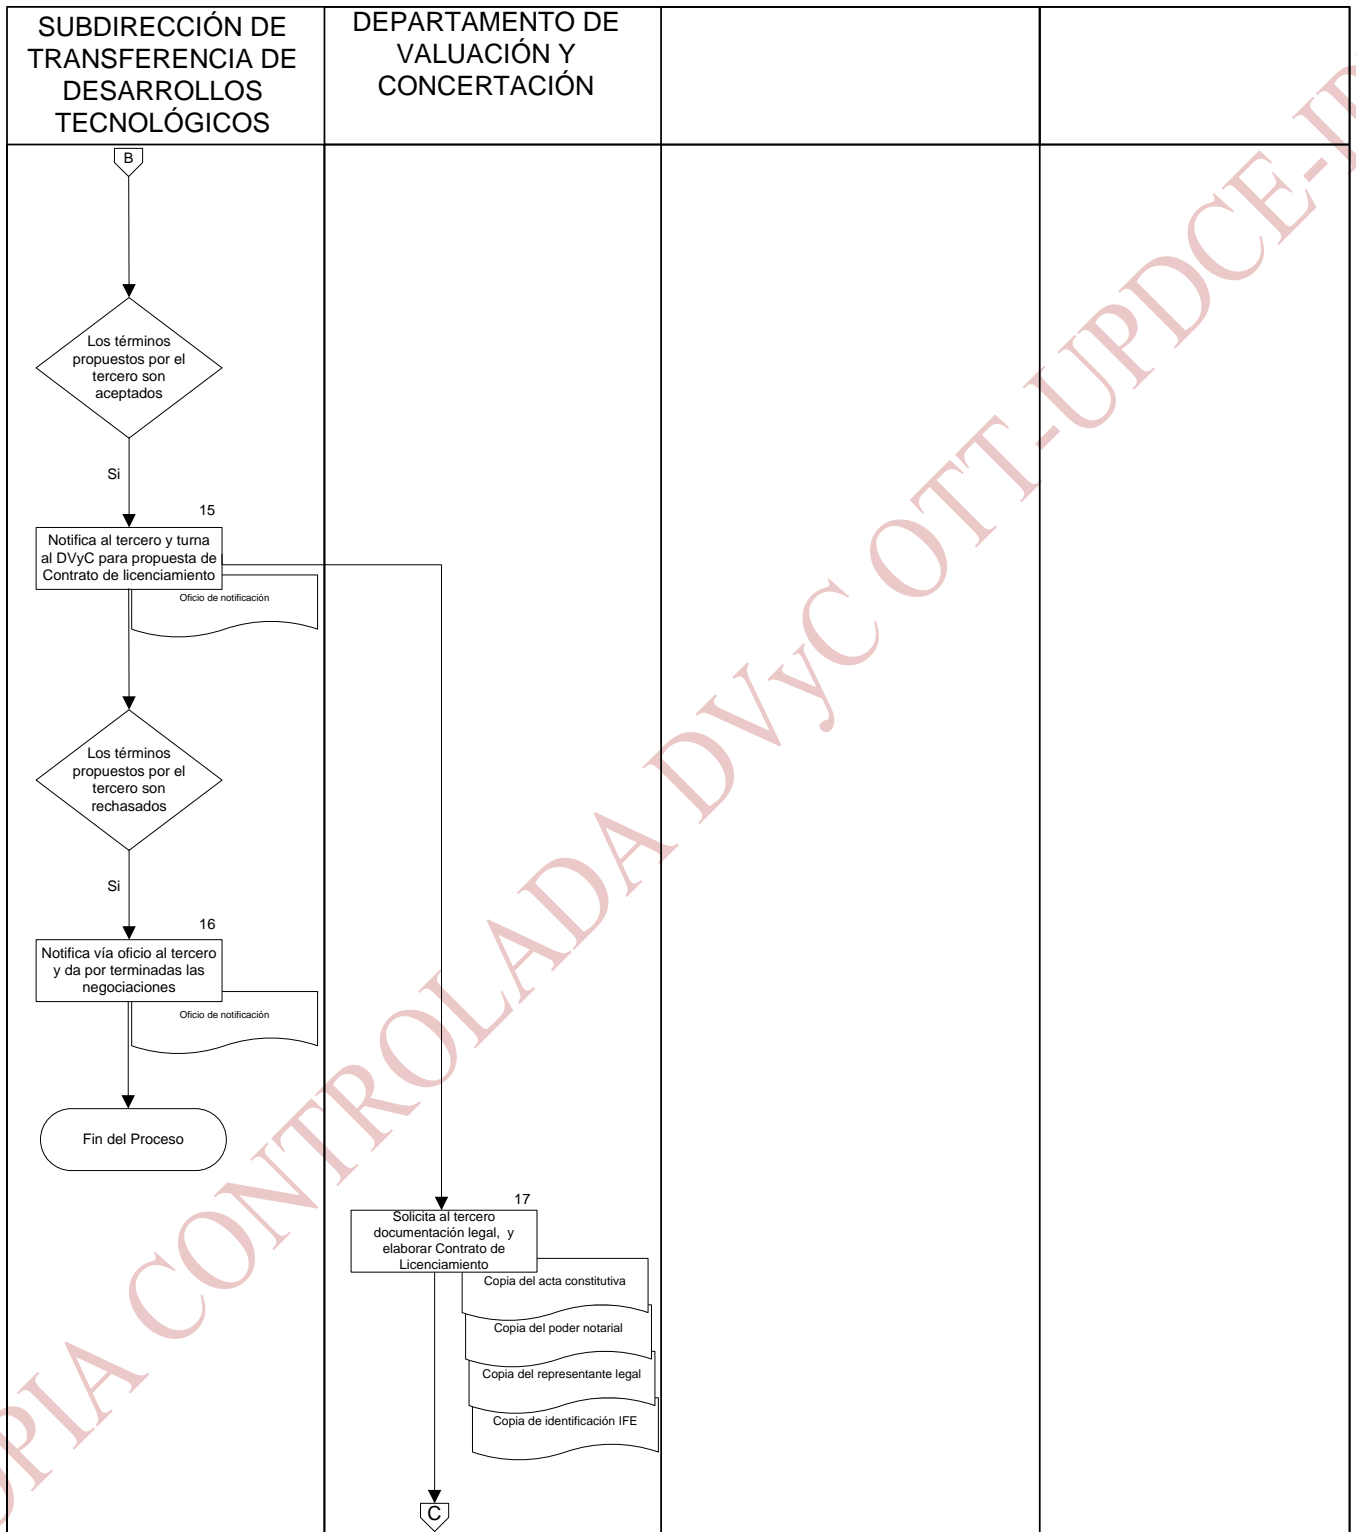 SUBDIRECCIÓN DE
TRANSFERENCIA DE
DESARROLLOS
TECNOLÓGICOS
DEPARTAMENTO DE
VALUACIÓN Y
CONCERTACIÓN
B
Los términos
propuestos por el
tercero son
aceptados
Si
15
Notifica al tercero y turna
al DVyC para propuesta de
Contrato de licenciamiento
Oficio de notificación
Los términos
propuestos por el
tercero son
rechasados
Si
16
Notifica vía oficio al tercero
y da por terminadas las
negociaciones
Oficio de notificación
Fin del Proceso
17
Solicita al tercero
documentación legal, y
elaborar Contrato de
Licenciamiento
Copia del acta constitutiva
Copia del poder notarial
Copia del representante legal
Copia de identificación IFE
C
OPIA CONTROLADA DVyC OTT-UPDCE-IP